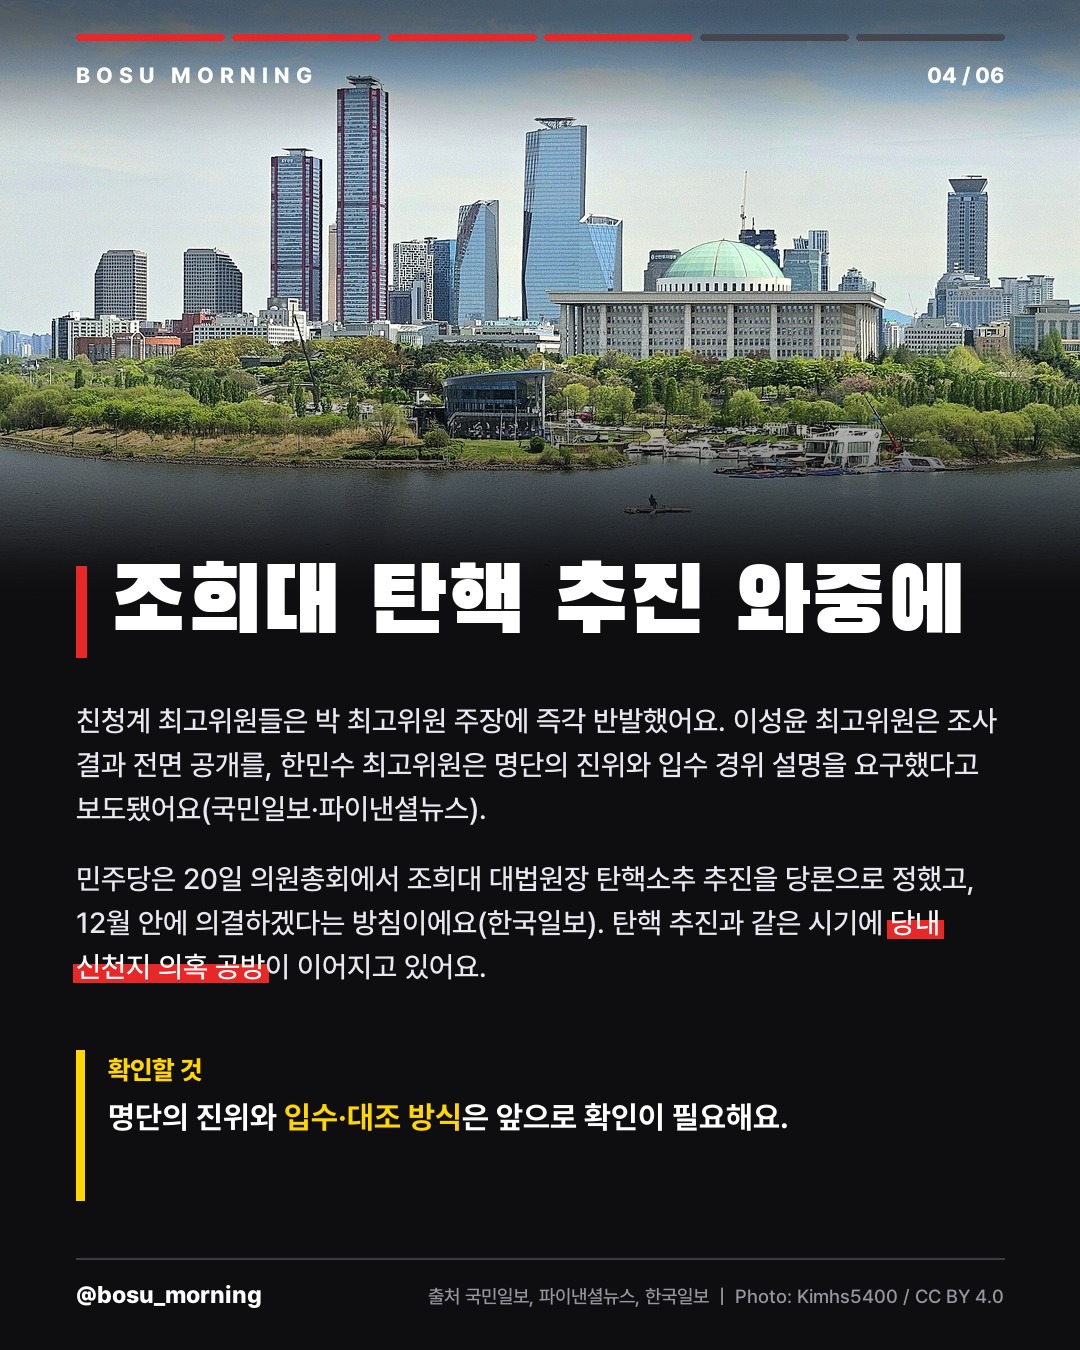 BOSU MORNING
04 / 06
조희대 탄핵 추진 와중에
친청계 최고위원들은 박 최고위원 주장에 즉각 반발했어요. 이성윤 최고위원은 조사
결과 전면 공개를, 한민수 최고위원은 명단의 진위와 입수 경위 설명을 요구했다고
보도됐어요(국민일보·파이낸셜뉴스).
민주당은 20일 의원총회에서 조희대 대법원장 탄핵소추 추진을 당론으로 정했고,
12월 안에 의결하겠다는 방침이에요(한국일보). 탄핵 추진과 같은 시기에 당내
신천지 의혹 공방이 이어지고 있어요.
확인할 것
명단의 진위와 입수·대조 방식은 앞으로 확인이 필요해요.
@bosu_morning
출처 국민일보, 파이낸셜뉴스, 한국일보 | Photo: Kimhs5400 / CC BY 4.0